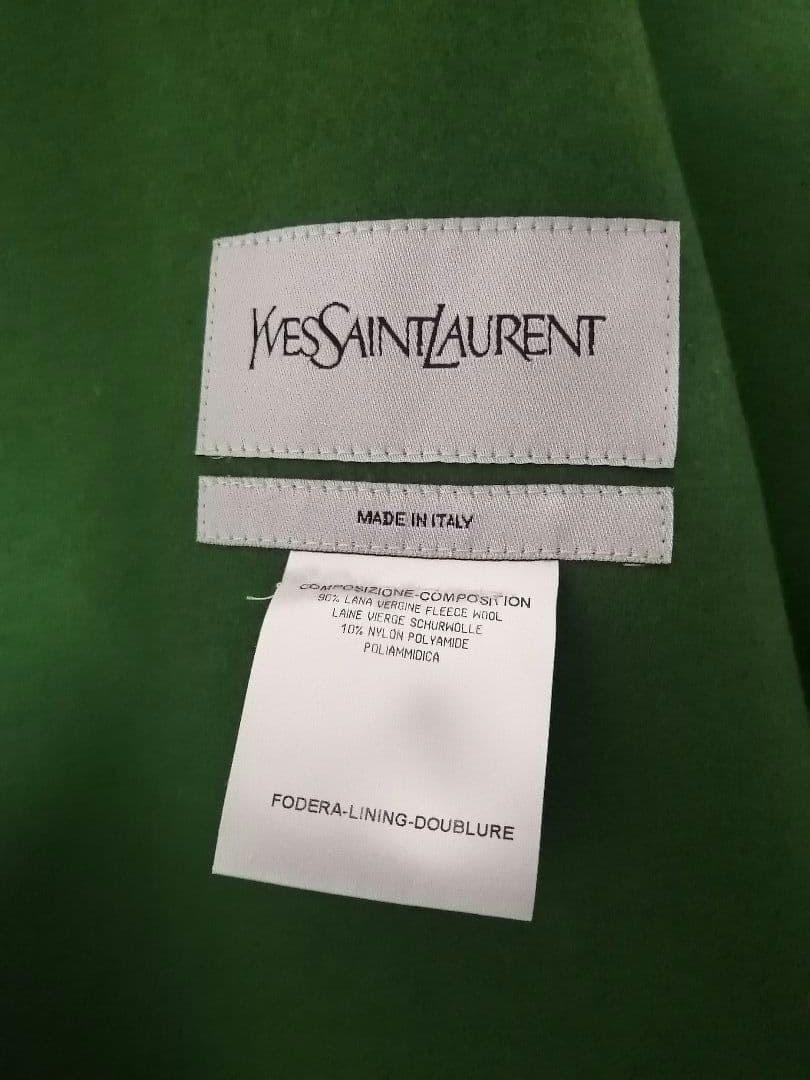 YVESSAINTLAURENT
MADE IN ITALY
COMPOSIZIONE-COMPOSITION
90% LANA VERGINE FLEECE WOOL
LAINE VIERGE SCHURWOLLE
10% NYLON POLYAMIDE
POLIAMMIDICA
FODERA-LINING-DOUBLURE